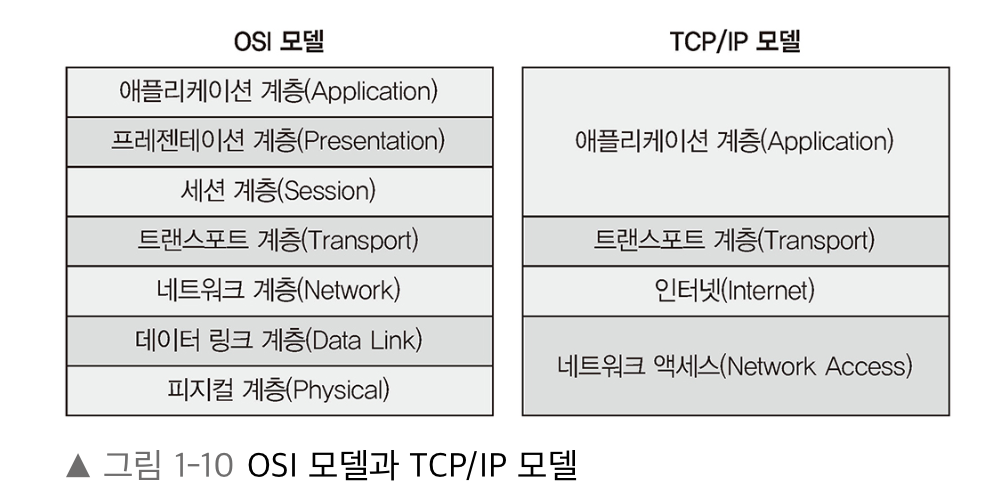 OSI 모델
애플리케이션 계층(Application)
프레젠테이션 계층(Presentation)
세션 계층(Session)
트랜스포트 계층(Transport)
네트워크 계층(Network)
데이터 링크 계층(Data Link)
피지컬 계층(Physical)
TCP/IP 모델
애플리케이션 계층(Application)
트랜스포트 계층(Transport)
인터넷(Internet)
네트워크 액세스(Network Access)
▲ 그림 1-10 OSI 모델과 TCP/IP 모델